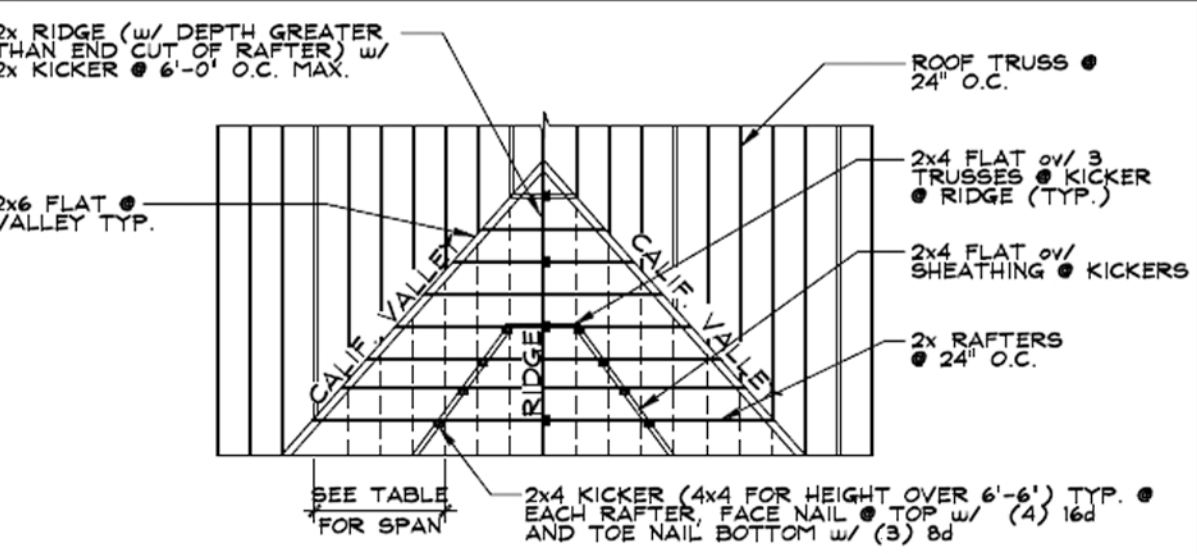 2x RIDGE (w/ DEPTH GREATER
THAN END CUT OF RAFTER) w/
2x KICKER @ 6'-0" O.C. MAX.
ROOF TRUSS @
24" O.C.
2x4 FLAT ov/ 3
TRUSSES @ KICKER
@ RIDGE (TYP.)
2x6 FLAT @
VALLEY TYP.
CALIF. VALLEY
CALIF. VALLEY
2x4 FLAT ov/
SHEATHING @ KICKERS
RIDGE
2x RAFTERS
@ 24" O.C.
SEE TABLE
FOR SPAN
2x4 KICKER (4x4 FOR HEIGHT OVER 6'-6') TYP. @
EACH RAFTER, FACE NAIL @ TOP w/ (4) 16d
AND TOE NAIL BOTTOM w/ (3) 8d